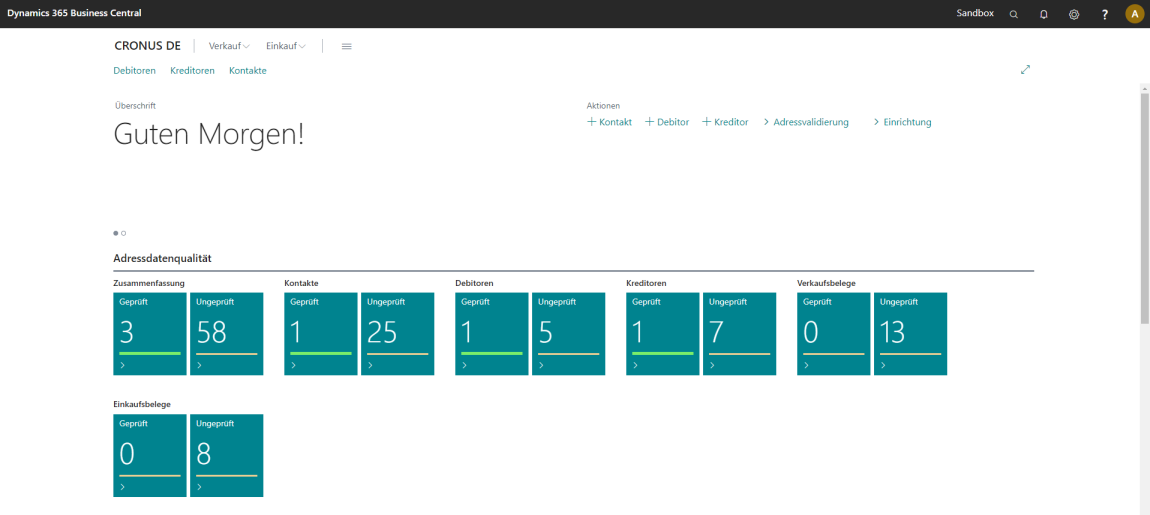 Dynamics 365 Business Central Sandbox ? A
CRONUS DE Verkauf Einkauf
Debitoren Kreditoren Kontakte
Überschrift
Guten Morgen!
Aktionen
+ Kontakt + Debitor + Kreditor > Adressvalidierung > Einrichtung
Adressdatenqualität
Zusammenfassung Kontakte Debitoren Kreditoren Verkaufsbelege
Geprüft Ungeprüft Geprüft Ungeprüft Geprüft Ungeprüft Geprüft Ungeprüft Geprüft Ungeprüft
3 58 1 25 1 5 1 7 0 13
Einkaufsbelege
Geprüft Ungeprüft
0 8